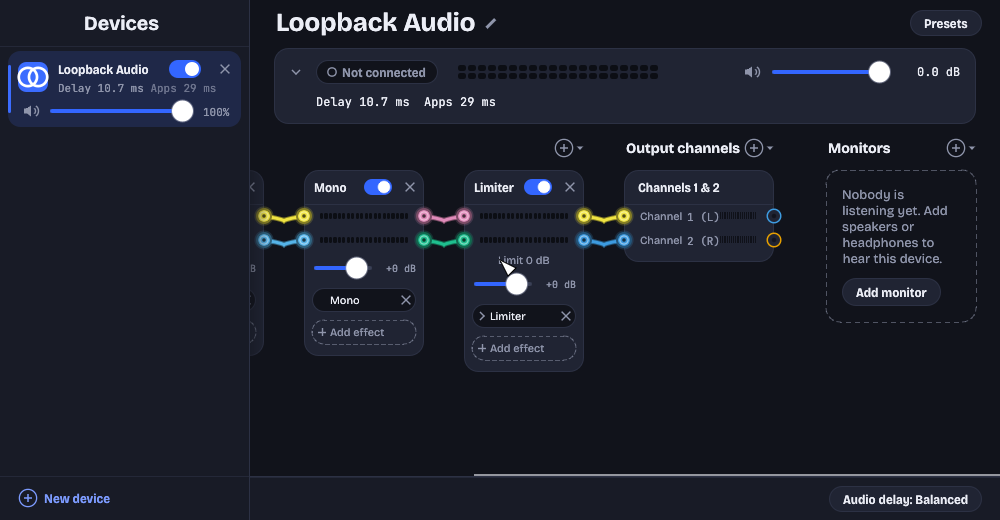 Devices
Loopback Audio
Delay 10.7 ms Apps 29 ms
100%
New device
Loopback Audio
Presets
Not connected
0.0 dB
Delay 10.7 ms Apps 29 ms
Output channels
Monitors
Mono
+0 dB
Mono
+ Add effect
Limiter
Limit 0 dB
+0 dB
Limiter
+ Add effect
Channels 1 & 2
Channel 1 (L)
Channel 2 (R)
Nobody is
listening yet. Add
speakers or
headphones to
hear this device.
Add monitor
Audio delay: Balanced